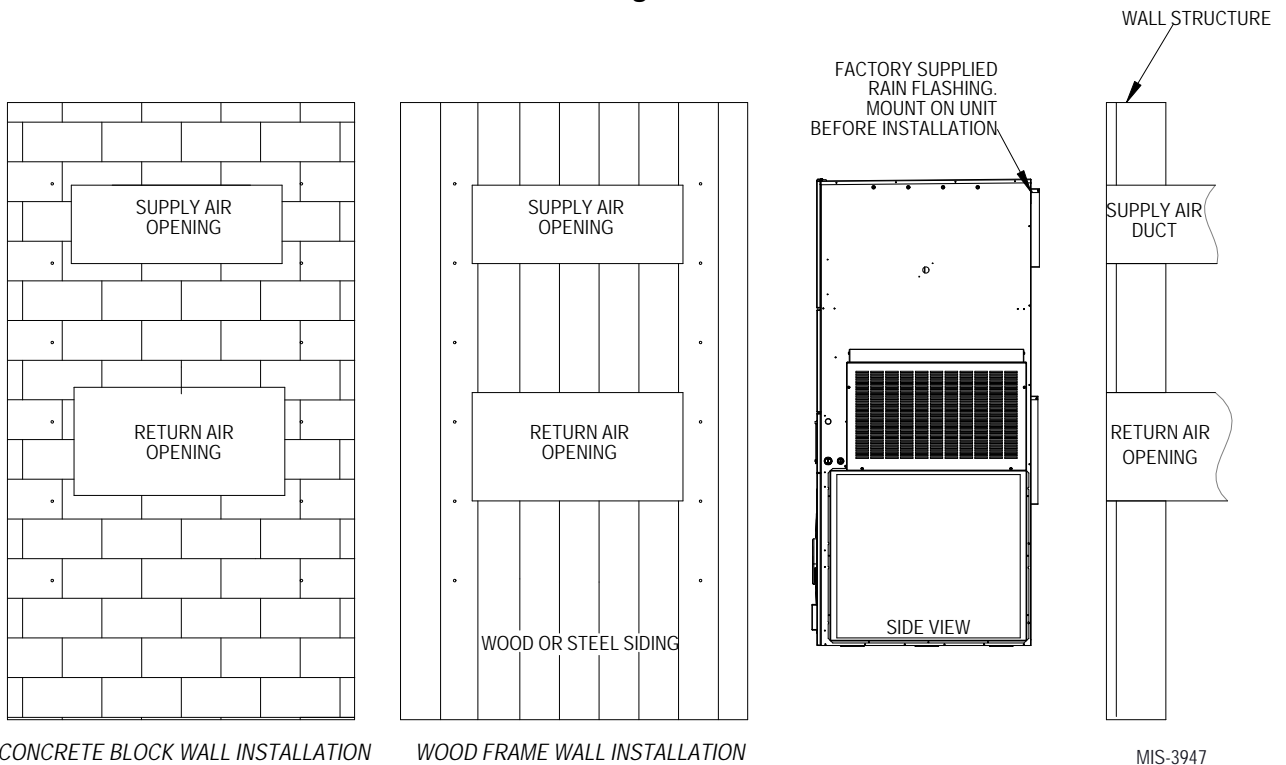 WALL STRUCTURE
FACTORY SUPPLIED
RAIN FLASHING.
MOUNT ON UNIT
BEFORE INSTALLATION
SUPPLY AIR
OPENING
SUPPLY AIR
OPENING
SUPPLY AIR
DUCT
RETURN AIR
OPENING
RETURN AIR
OPENING
RETURN AIR
OPENING
WOOD OR STEEL SIDING
SIDE VIEW
CONCRETE BLOCK WALL INSTALLATION
WOOD FRAME WALL INSTALLATION
MIS-3947